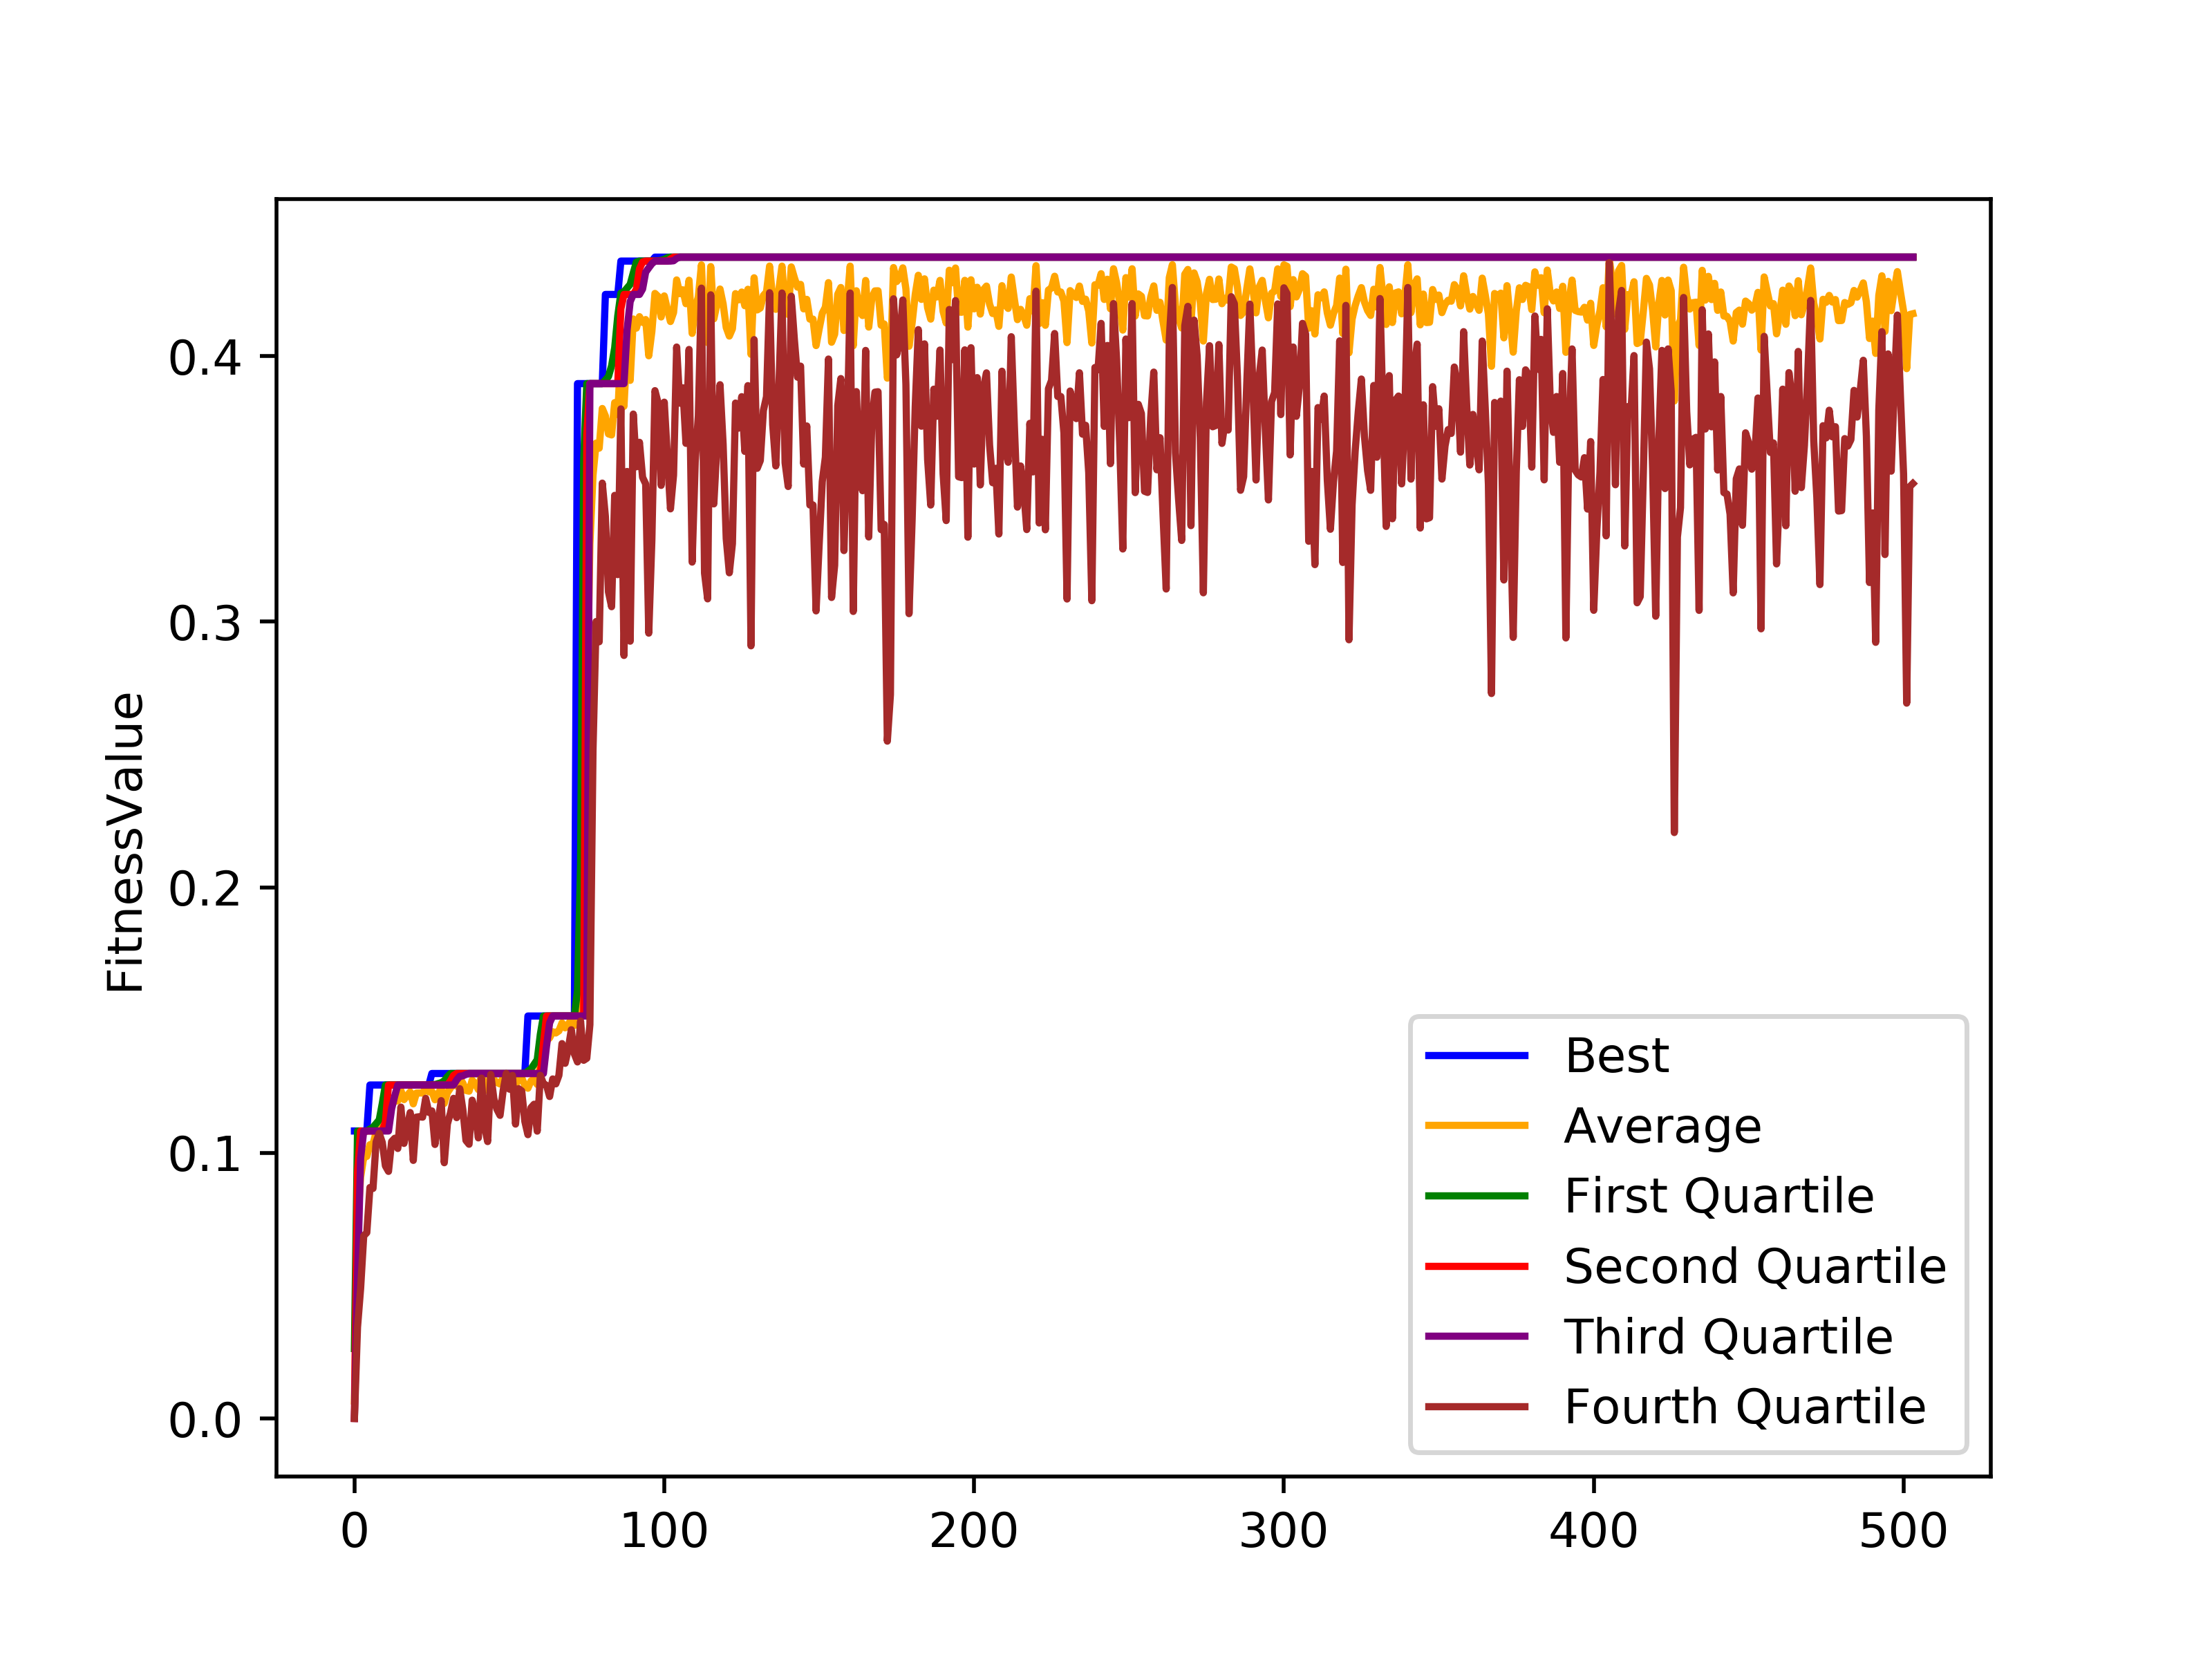 FitnessValue
0.4
0.3
0.2
0.1
0.0
0 100 200 300 400 500
Best
Average
First Quartile
Second Quartile
Third Quartile
Fourth Quartile